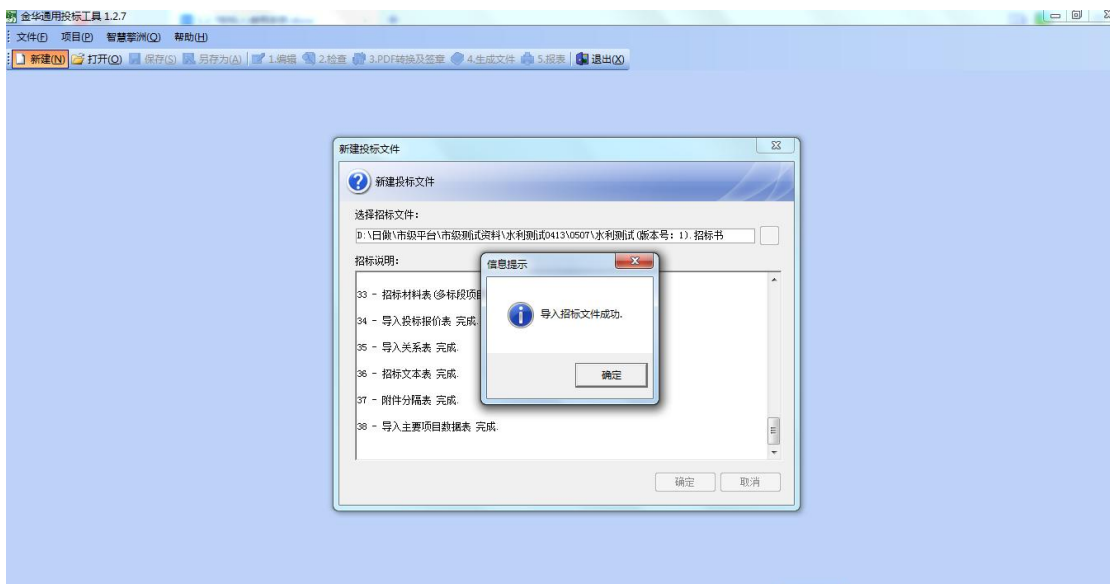 金华通用投标工具 1.2.7
文件(F) 项目(P) 智慧擎洲(Q) 帮助(H)
新建(N) 打开(O) 保存(S) 另存为(A) 1.编辑 2.检查 3.PDF转换及签章 4.生成文件 5.报表 退出(X)
新建投标文件
新建投标文件
选择招标文件：
D:\日做\市级平台\市级测试资料\水利测试0413\0507\水利测试(版本号：1).招标书
招标说明：
信息提示
33 - 招标材料表(多标段项目
导入招标文件成功.
34 - 导入投标报价表 完成.
35 - 导入关系表 完成.
36 - 招标文本表 完成.
确定
37 - 附件分隔表 完成.
38 - 导入主要项目数据表 完成.
确定 取消